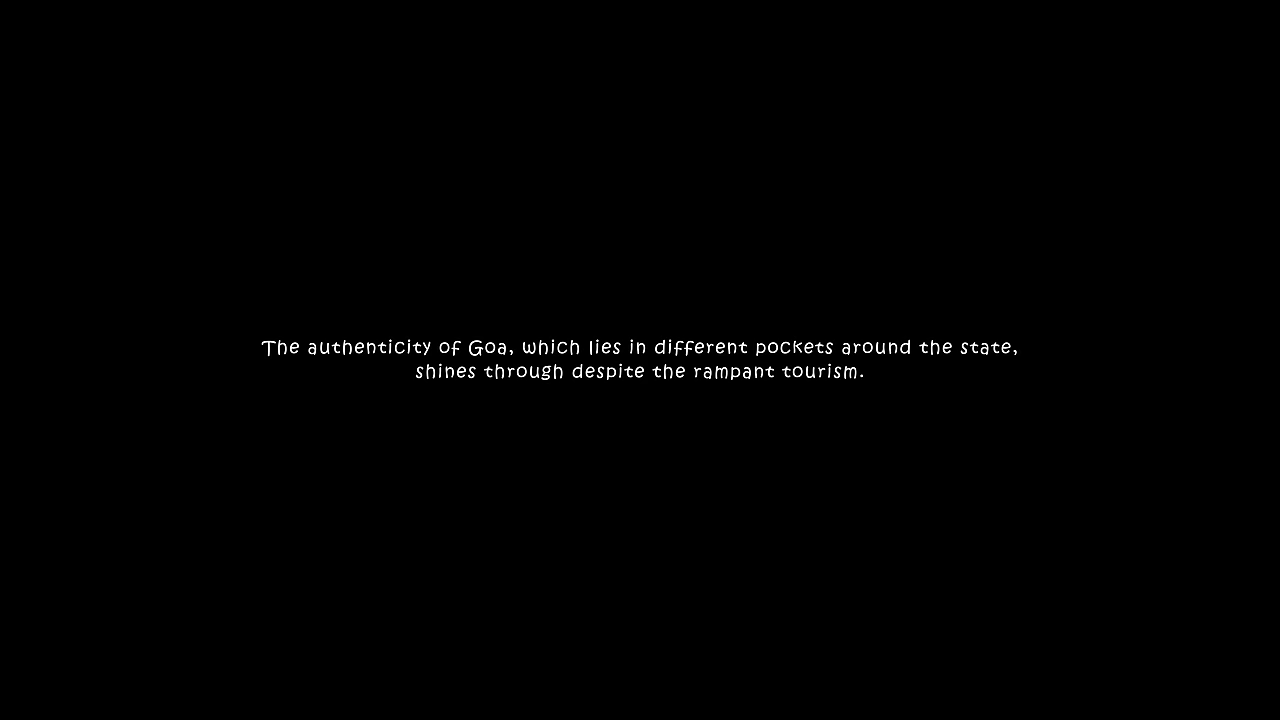 The authenticity of Goa, which lies in different pockets around the state,
shines through despite the rampant tourism.